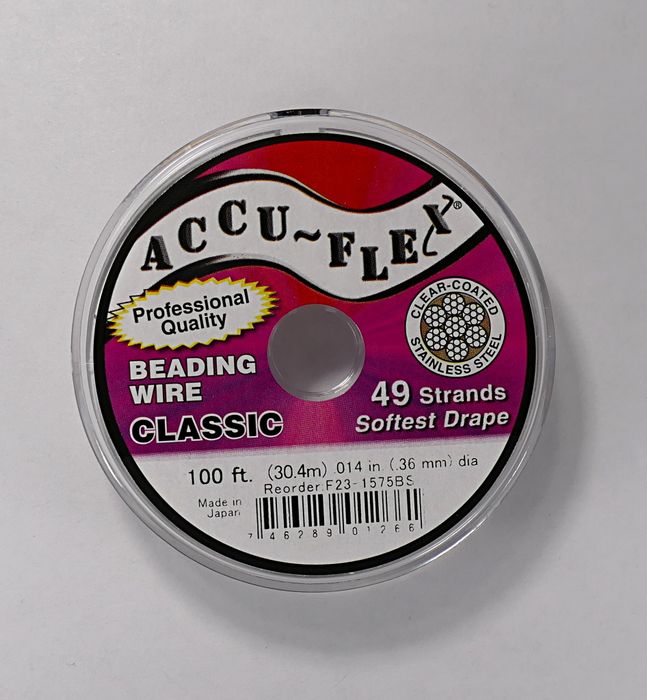 ACCU~FLEX®
Professional
Quality
CLEAR-COATED
STAINLESS STEEL
BEADING
WIRE
CLASSIC
49 Strands
Softest Drape
100 ft. (30.4m) .014 in. (.36 mm) dia
Reorder.F23-1575BS
Made in
Japan
7 46289 01266